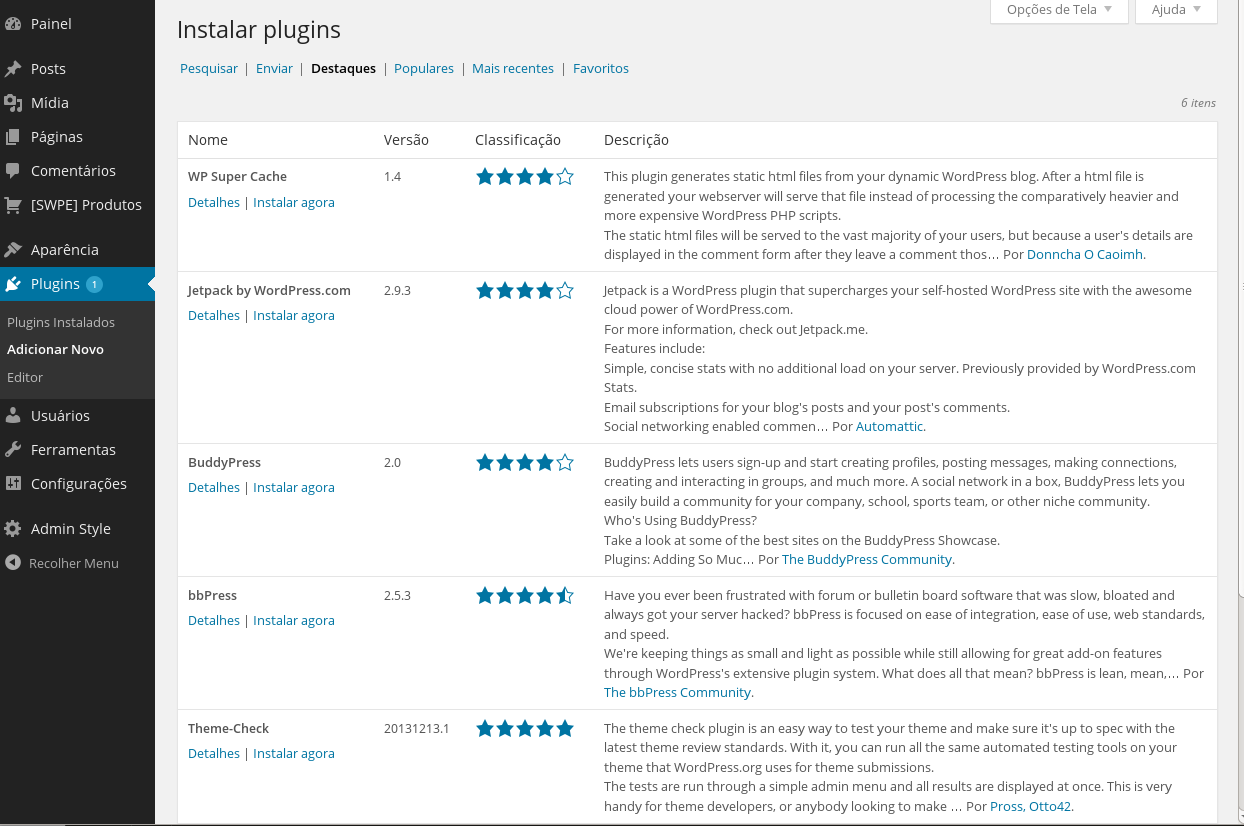 Painel
Posts
Mídia
Páginas
Comentários
[SWPE] Produtos
Aparência
Plugins 1
Plugins Instalados
Adicionar Novo
Editor
Usuários
Ferramentas
Configurações
Admin Style
Recolher Menu
Opções de Tela
Ajuda
Instalar plugins
Pesquisar | Enviar | Destaques | Populares | Mais recentes | Favoritos
6 itens
Nome Versão Classificação Descrição
WP Super Cache 1.4
Detalhes | Instalar agora
This plugin generates static html files from your dynamic WordPress blog. After a html file is
generated your webserver will serve that file instead of processing the comparatively heavier and
more expensive WordPress PHP scripts.
The static html files will be served to the vast majority of your users, but because a user's details are
displayed in the comment form after they leave a comment thos… Por Donncha O Caoimh.
Jetpack by WordPress.com 2.9.3
Detalhes | Instalar agora
Jetpack is a WordPress plugin that supercharges your self-hosted WordPress site with the awesome
cloud power of WordPress.com.
For more information, check out Jetpack.me.
Features include:
Simple, concise stats with no additional load on your server. Previously provided by WordPress.com
Stats.
Email subscriptions for your blog's posts and your post's comments.
Social networking enabled commen… Por Automattic.
BuddyPress 2.0
Detalhes | Instalar agora
BuddyPress lets users sign-up and start creating profiles, posting messages, making connections,
creating and interacting in groups, and much more. A social network in a box, BuddyPress lets you
easily build a community for your company, school, sports team, or other niche community.
Who's Using BuddyPress?
Take a look at some of the best sites on the BuddyPress Showcase.
Plugins: Adding So Muc… Por The BuddyPress Community.
bbPress 2.5.3
Detalhes | Instalar agora
Have you ever been frustrated with forum or bulletin board software that was slow, bloated and
always got your server hacked? bbPress is focused on ease of integration, ease of use, web standards,
and speed.
We're keeping things as small and light as possible while still allowing for great add-on features
through WordPress's extensive plugin system. What does all that mean? bbPress is lean, mean,… Por
The bbPress Community.
Theme-Check 20131213.1
Detalhes | Instalar agora
The theme check plugin is an easy way to test your theme and make sure it's up to spec with the
latest theme review standards. With it, you can run all the same automated testing tools on your
theme that WordPress.org uses for theme submissions.
The tests are run through a simple admin menu and all results are displayed at once. This is very
handy for theme developers, or anybody looking to make … Por Pross, Otto42.